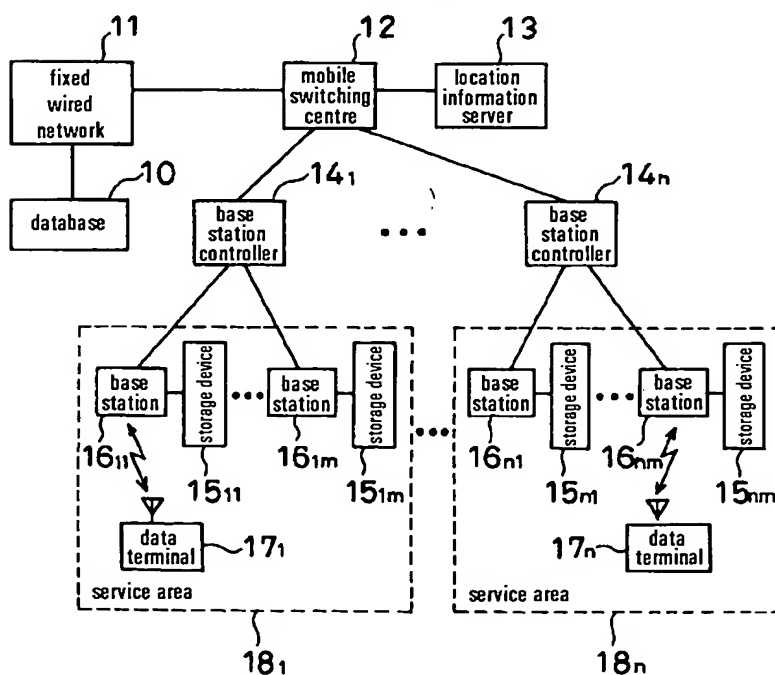 11
12
13
fixed
wired
network
mobile
switching
centre
location
information
server
10
database
14₁
14n
base
station
controller
base
station
controller
base
station
storage device
base
station
storage device
base
station
storage device
base
station
storage device
16₁₁
15₁₁
16₁m
15₁m
16n₁
15m₁
16nm
15nm
data
terminal
17₁
17n
data
terminal
service area
service area
18₁
18n